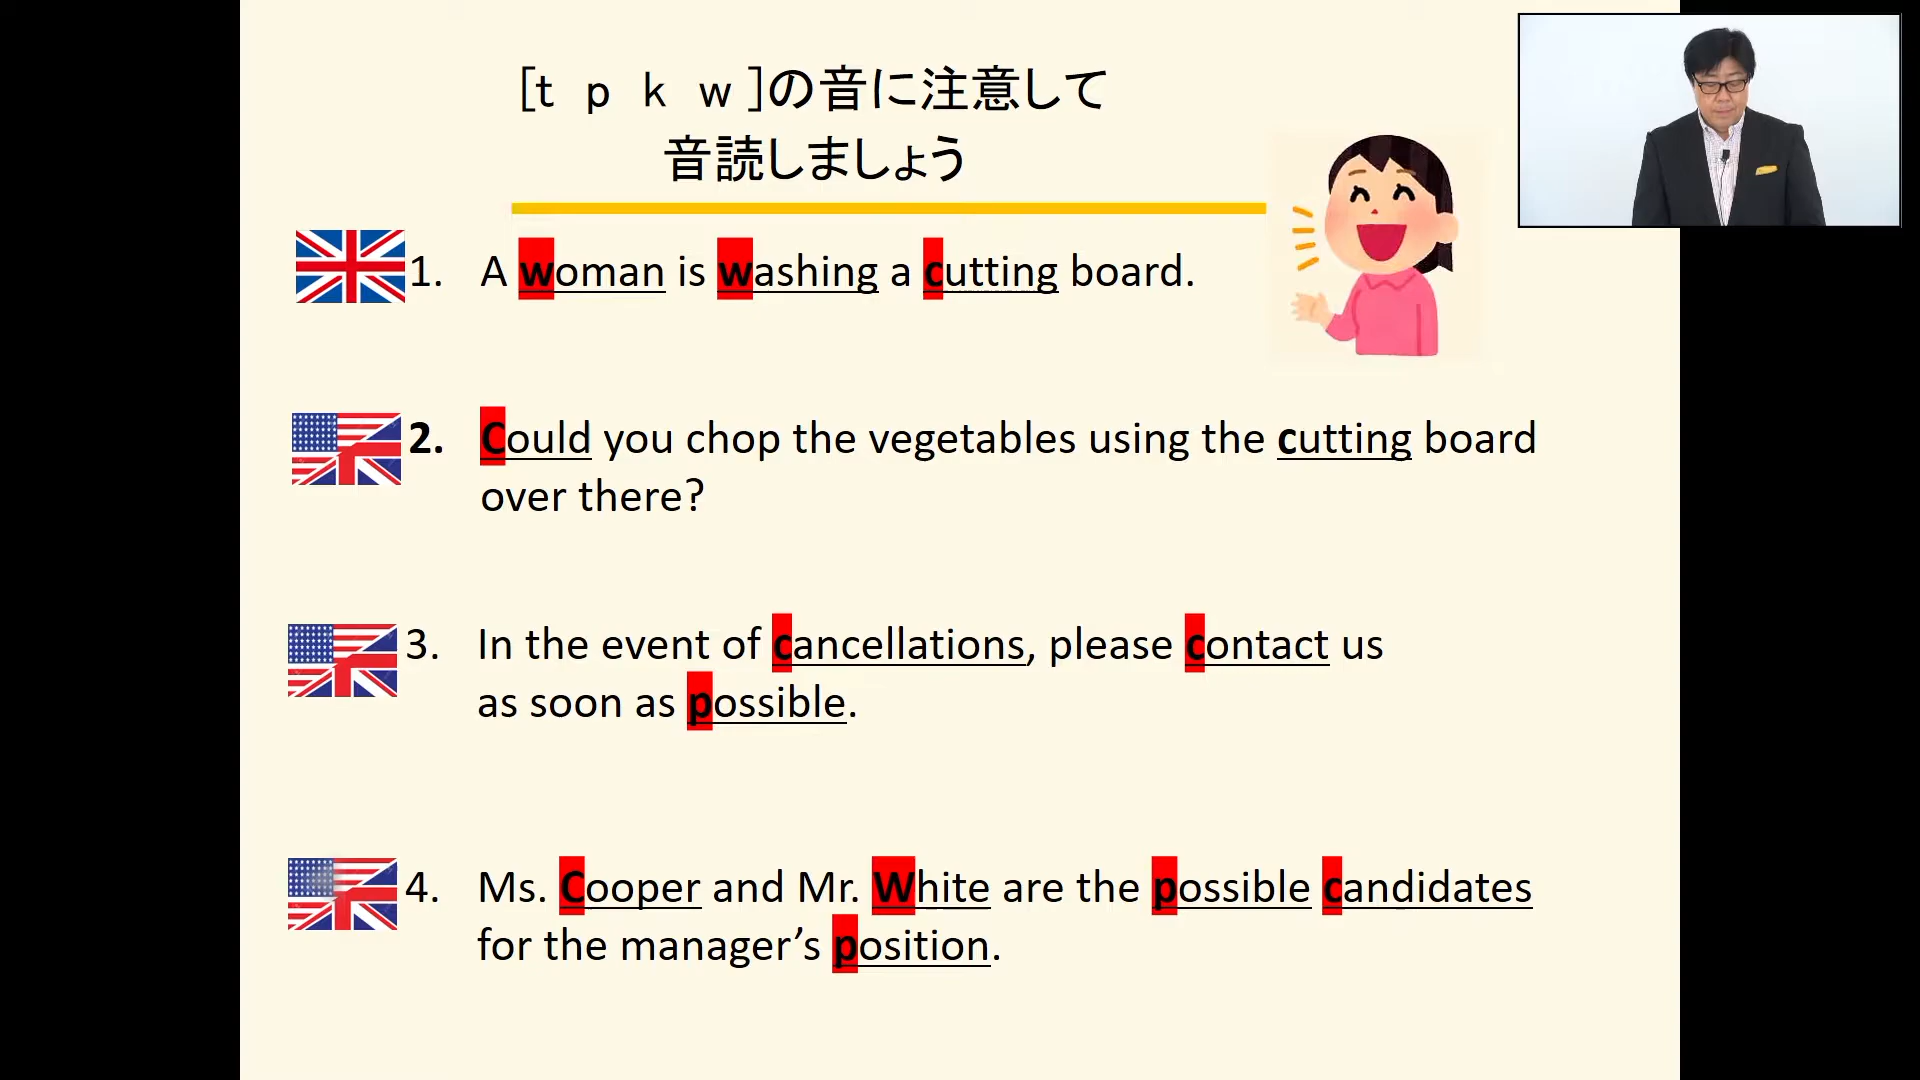 [t p k w]の音に注意して
音読しましょう
1. A woman is washing a cutting board.
2. Could you chop the vegetables using the cutting board
over there?
3. In the event of cancellations, please contact us
as soon as possible.
4. Ms. Cooper and Mr. White are the possible candidates
for the manager’s position.